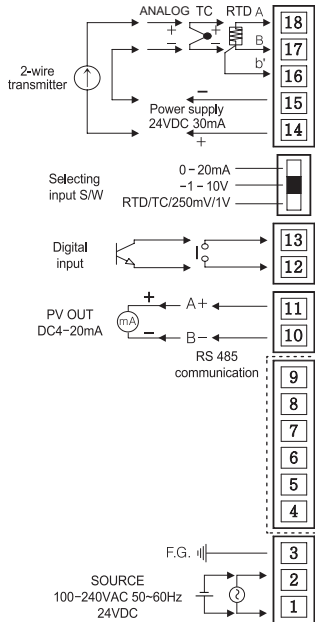 ANALOG TC RTD A 18
+ + B 17
− − b' 16
2-wire
transmitter
− 15
Power supply
24VDC 30mA
+ 14
Selecting
input S/W
0−20mA
−1−10V
RTD/TC/250mV/1V
Digital
input
13
12
PV OUT
DC4~20mA
mA
+ A+ 11
− B− 10
RS 485
communication
9
8
7
6
5
4
F.G. 3
SOURCE
100~240VAC 50~60Hz
24VDC
2
1